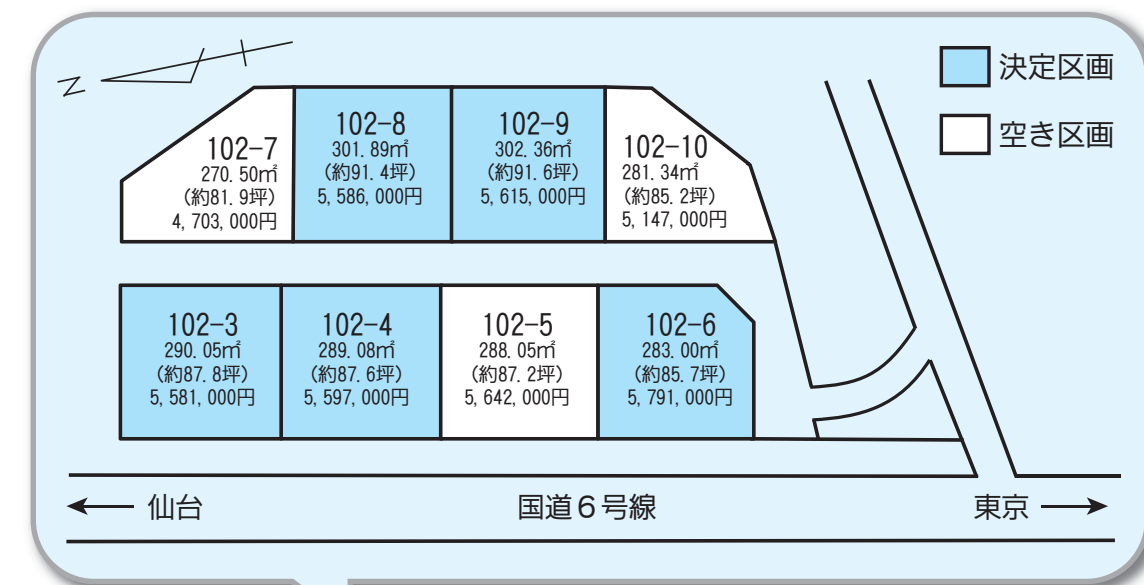 Z
決定区画
空き区画
102-7
270.50㎡
(約81.9坪)
4,703,000円
102-8
301.89㎡
(約91.4坪)
5,586,000円
102-9
302.36㎡
(約91.6坪)
5,615,000円
102-10
281.34㎡
(約85.2坪)
5,147,000円
102-3
290.05㎡
(約87.8坪)
5,581,000円
102-4
289.08㎡
(約87.6坪)
5,597,000円
102-5
288.05㎡
(約87.2坪)
5,642,000円
102-6
283.00㎡
(約85.7坪)
5,791,000円
← 仙台
国道6号線
東京 →